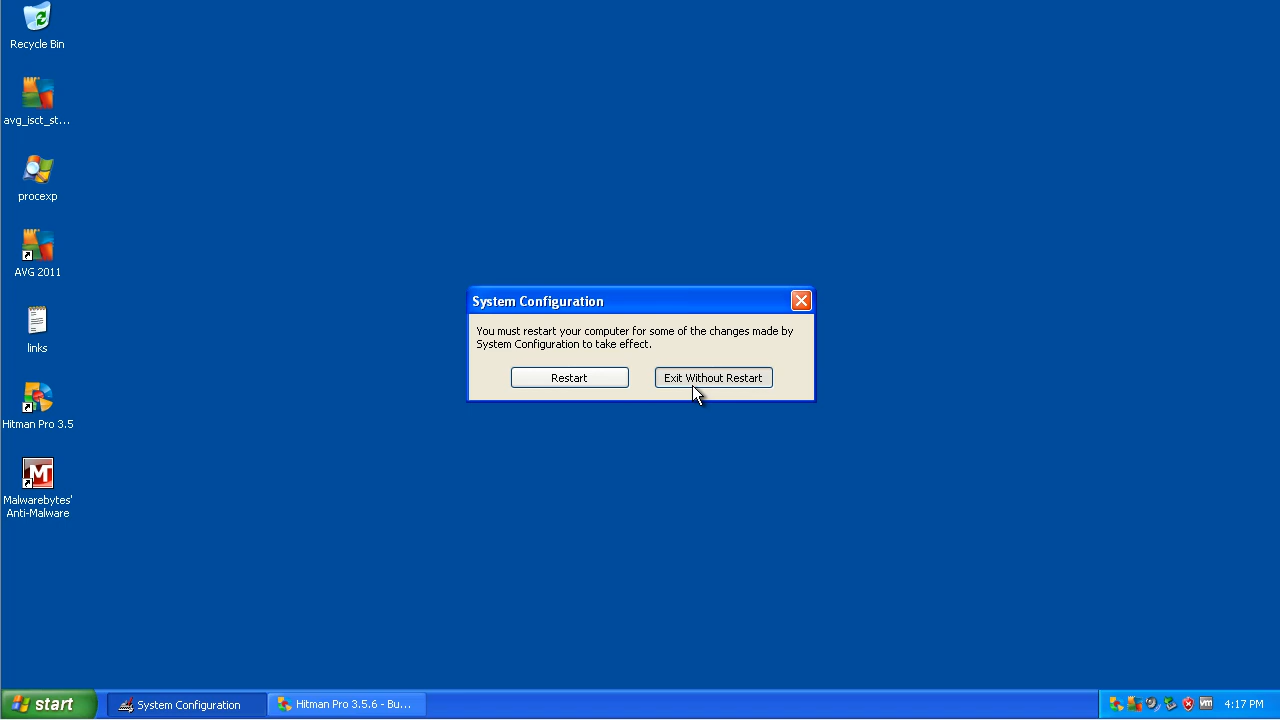 Recycle Bin
avg_isct_st...
procexp
AVG 2011
links
Hitman Pro 3.5
Malwarebytes'
Anti-Malware
System Configuration
You must restart your computer for some of the changes made by
System Configuration to take effect.
Restart
Exit Without Restart
start
System Configuration
Hitman Pro 3.5.6 - Bu...
vm
4:17 PM